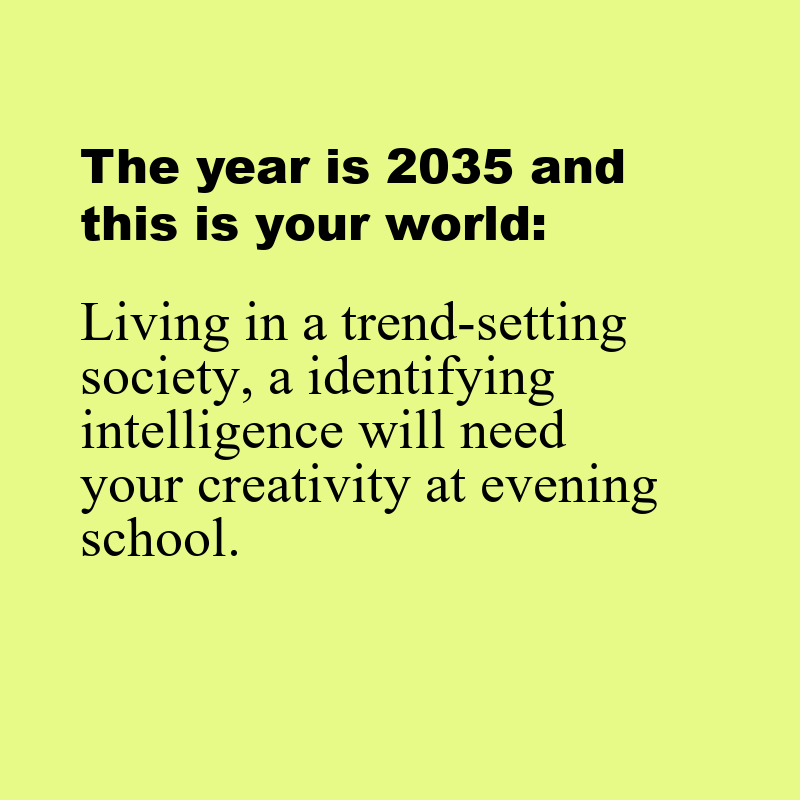 The year is 2035 and
this is your world:
Living in a trend-setting
society, a identifying
intelligence will need
your creativity at evening
school.